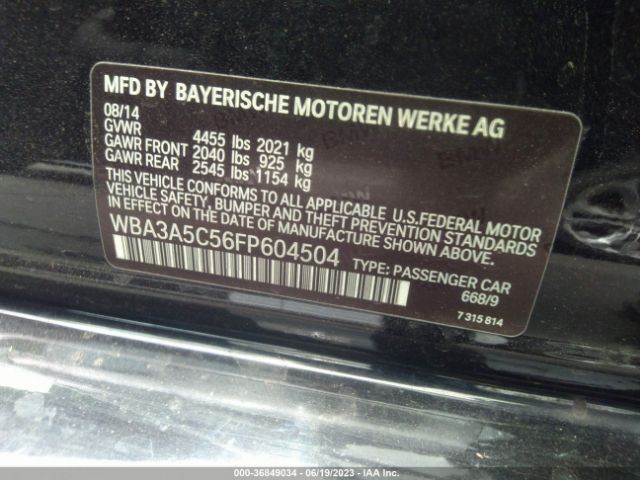 MFD BY BAYERISCHE MOTOREN WERKE AG
08/14
GVWR 4455 lbs 2021 kg
GAWR FRONT 2040 lbs 925 kg
GAWR REAR 2545 lbs 1154 kg
THIS VEHICLE CONFORMS TO ALL APPLICABLE U.S.FEDERAL MOTOR
VEHICLE SAFETY, BUMPER AND THEFT PREVENTION STANDARDS
IN EFFECT ON THE DATE OF MANUFACTURE SHOWN ABOVE.
WBA3A5C56FP604504 TYPE: PASSENGER CAR
668/9
7 315 814
000-36849034 / 06/19/2023 - IAA Inc.